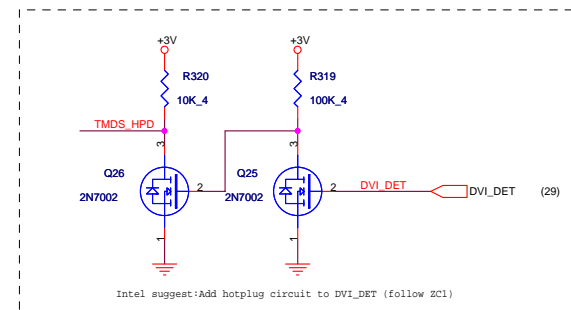 +3V
+3V
R320
R319
10K_4
100K_4
TMDS_HPD
3
3
Q26
Q25
2
2
DVI_DET
DVI_DET
(29)
2N7002
2N7002
1
1
Intel suggest:Add hotplug circuit to DVI_DET (follow ZC1)